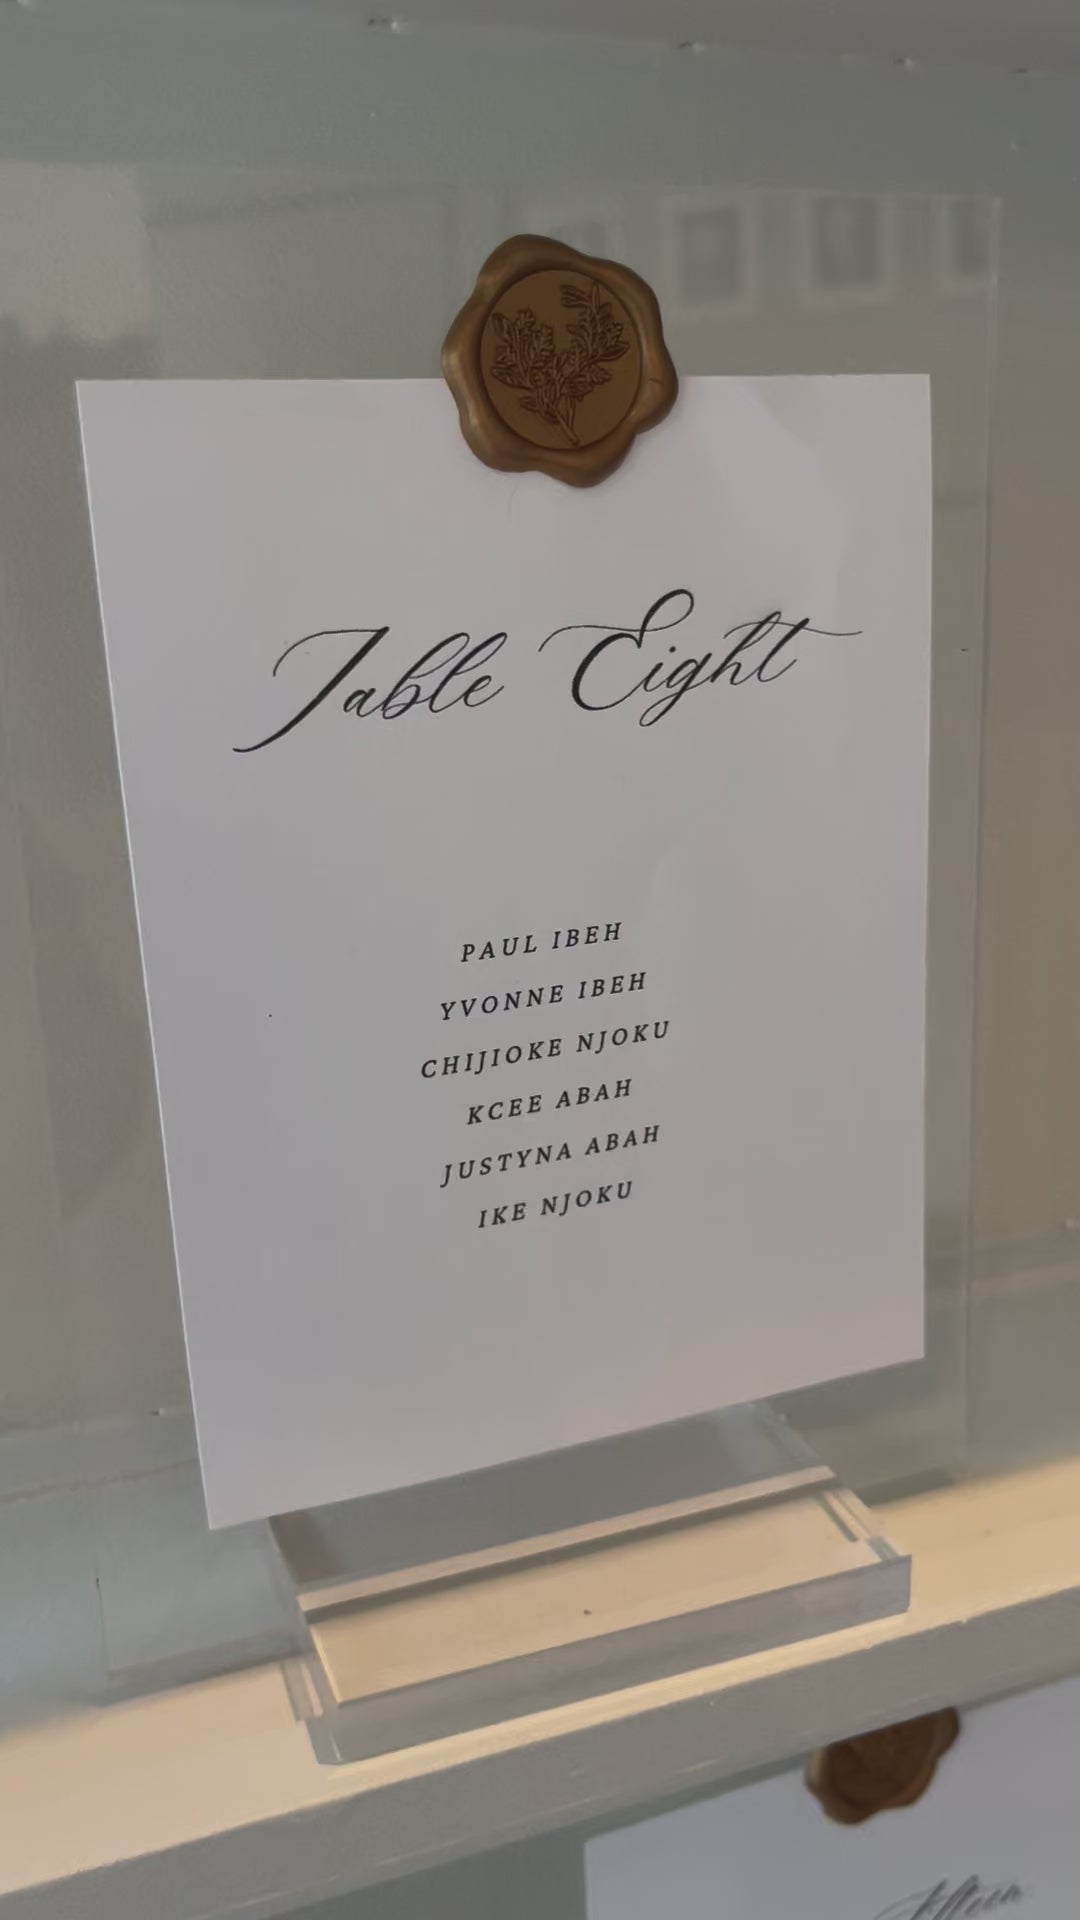 Table Eight
PAUL IBEH
YVONNE IBEH
CHIJIOKE NJOKU
KCEE ABAH
JUSTYNA ABAH
IKE NJOKU